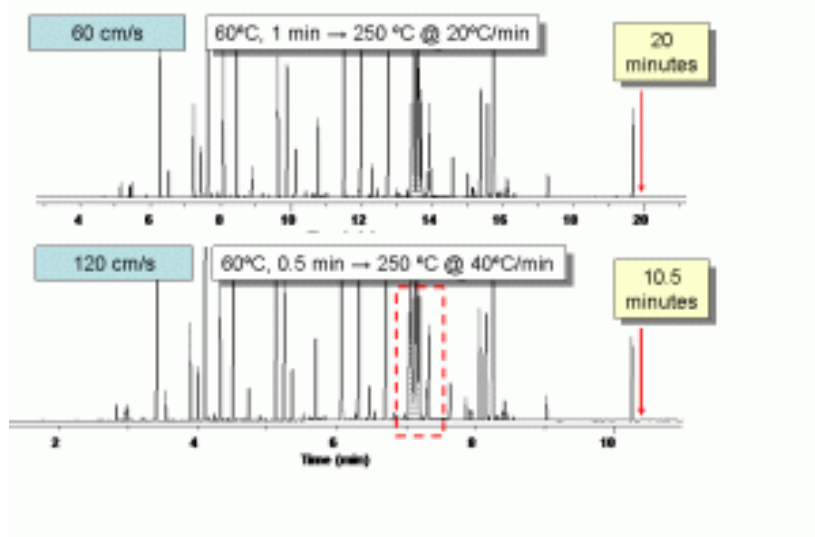 60 cm/s
60ºC, 1 min → 250 ºC @ 20ºC/min
20
minutes
4 6 8 10 12 14 16 18 20
120 cm/s
60ºC, 0.5 min → 250 ºC @ 40ºC/min
10.5
minutes
2 4 6 8 10
Time (min)